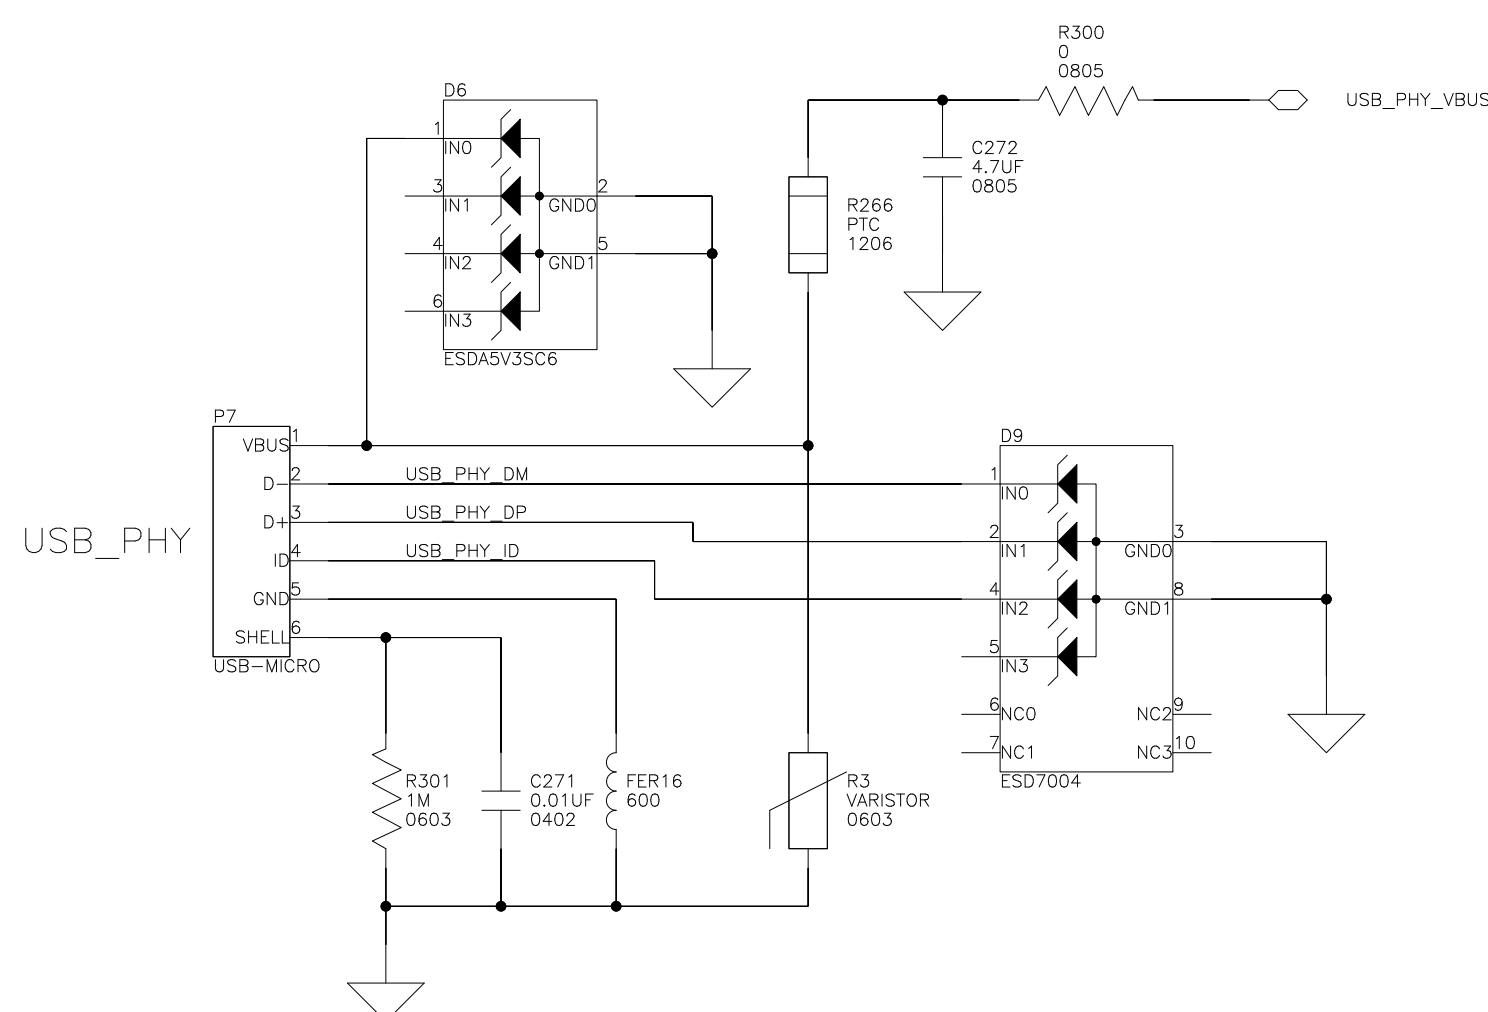 R300
0
0805
USB_PHY_VBUS
D6
1
IN0
3
IN1
4
IN2
6
IN3
2
GND0
5
GND1
ESDA5V3SC6
C272
4.7UF
0805
R266
PTC
1206
P7
VBUS 1
D- 2
D+ 3
ID 4
GND 5
SHELL 6
USB-MICRO
USB_PHY
USB_PHY_DM
USB_PHY_DP
USB_PHY_ID
D9
1
IN0
2
IN1
4
IN2
5
IN3
6
NC0
7
NC1
3
GND0
8
GND1
9
NC2
10
NC3
ESD7004
R301
1M
0603
C271
0.01UF
0402
FER16
600
R3
VARISTOR
0603